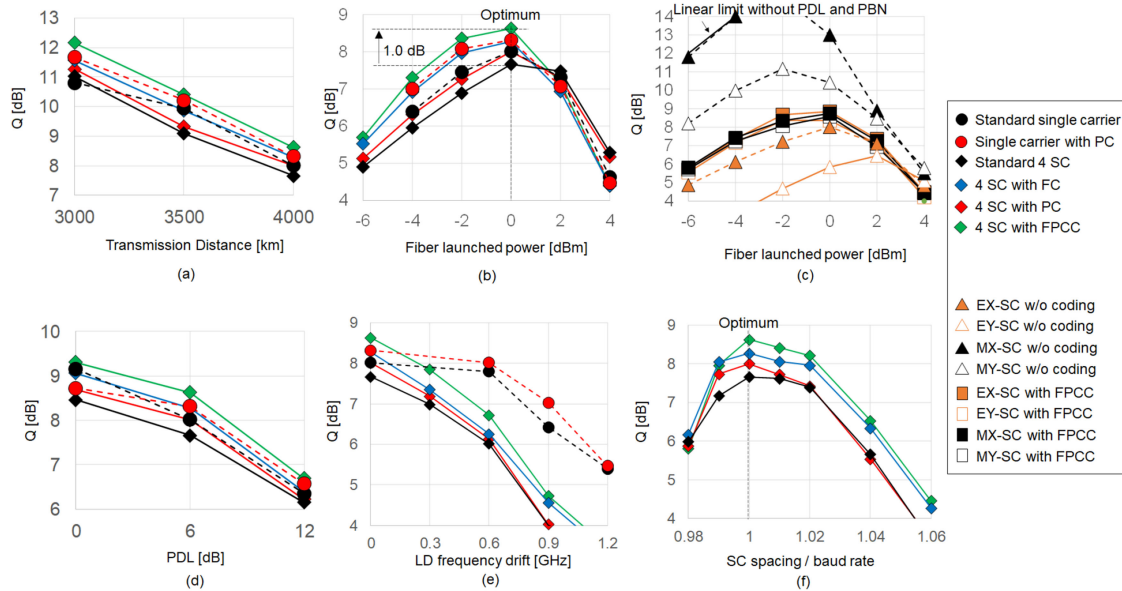 Q [dB]
13
12
11
10
9
8
7
3000
3500
4000
Transmission Distance [km]
(a)
Q [dB]
9
8
7
6
5
4
Optimum
1.0 dB
-6
-4
-2
0
2
4
Fiber launched power [dBm]
(b)
Linear limit without PDL and PBN
Q [dB]
14
13
12
11
10
9
8
7
6
5
4
-6
-4
-2
0
2
4
Fiber launched power [dBm]
(c)
Standard single carrier
Single carrier with PC
Standard 4 SC
4 SC with FC
4 SC with PC
4 SC with FPCC
EX-SC w/o coding
EY-SC w/o coding
MX-SC w/o coding
MY-SC w/o coding
EX-SC with FPCC
EY-SC with FPCC
MX-SC with FPCC
MY-SC with FPCC
Q [dB]
10
9
8
7
6
0
6
12
PDL [dB]
(d)
Q [dB]
9
8
7
6
5
4
0
0.3
0.6
0.9
1.2
LD frequency drift [GHz]
(e)
Q [dB]
9
8
7
6
5
4
Optimum
0.98
1
1.02
1.04
1.06
SC spacing / baud rate
(f)